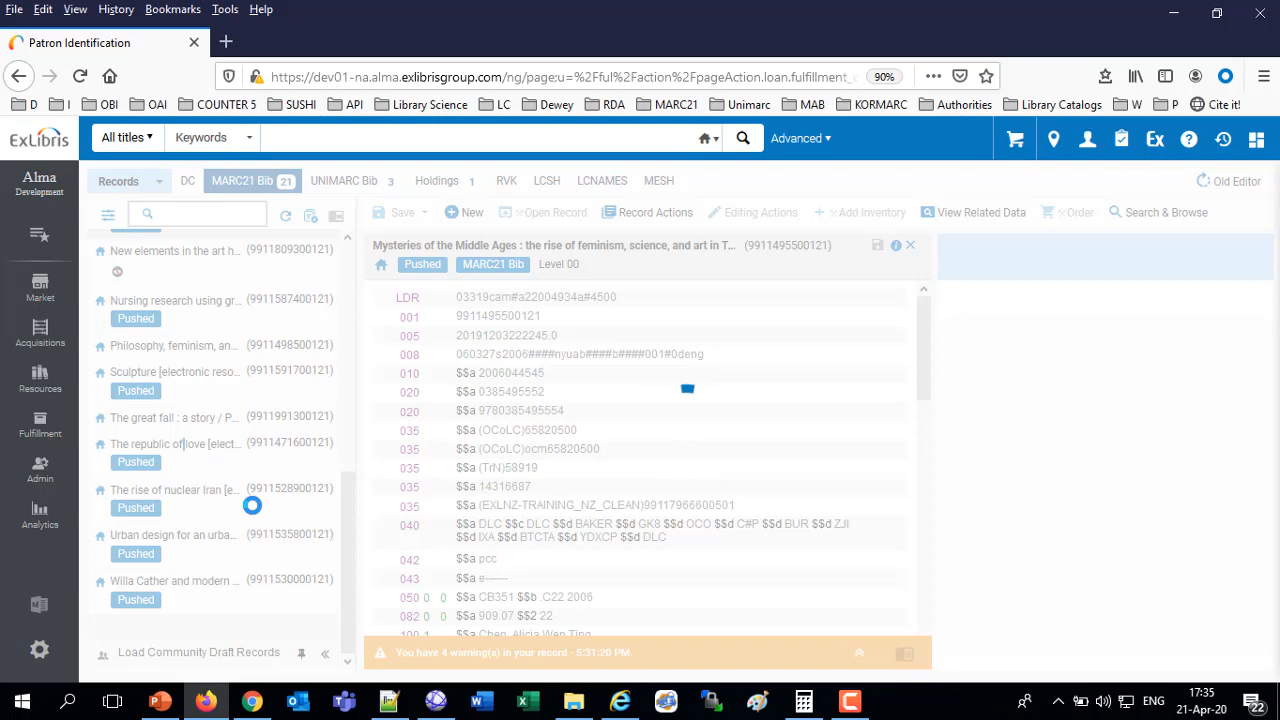 File Edit View History Bookmarks Tools Help
Patron Identification
https://dev01-na.alma.exlibrisgroup.com/ng/page;u=%2Fful%2Faction%2FpageAction.loan.fulfillment_c 90%
D I OBI OAI COUNTER 5 SUSHI API Library Science LC Dewey RDA MARC21 Unimarc MAB KORMARC Authorities Library Catalogs W P Cite it!
ExLibris All titles Keywords Advanced Ex
Alma
Development
Records DC MARC21 Bib 21 UNIMARC Bib 3 Holdings 1 RVK LCSH LCNAMES MESH Old Editor
Save New Open Record Record Actions Editing Actions Add Inventory View Related Data Order Search & Browse
Market
Acquisitions
Resources
Fulfillment
Admin
Analytics
New elements in the art h... (9911809300121)
Nursing research using gr... (9911587400121)
Pushed
Philosophy, feminism, an... (9911498500121)
Sculpture [electronic reso... (9911591700121)
Pushed
The great fall : a story / P... (9911991300121)
The republic of love [elect... (9911471600121)
Pushed
The rise of nuclear Iran [e... (9911528900121)
Pushed
Urban design for an urba... (9911535800121)
Pushed
Willa Cather and modern ... (9911530000121)
Pushed
Load Community Draft Records
Mysteries of the Middle Ages : the rise of feminism, science, and art in T... (9911495500121)
Pushed MARC21 Bib Level 00
LDR 03319cam#a22004934a#4500
001 9911495500121
005 20191203222245.0
008 060327s2006####nyuab####b####001#0deng
010 $$a 2006044545
020 $$a 0385495552
020 $$a 9780385495554
035 $$a (OCoLC)65820500
035 $$a (OCoLC)ocm65820500
035 $$a (TrN)58919
035 $$a 14316687
035 $$a (EXLNZ-TRAINING_NZ_CLEAN)99117966600501
040 $$a DLC $$c DLC $$d BAKER $$d GK8 $$d OCO $$d C#P $$d BUR $$d ZJI
$$d IXA $$d BTCTA $$d YDXCP $$d DLC
042 $$a pcc
043 $$a e------
050 0 0 $$a CB351 $$b .C22 2006
082 0 0 $$a 909.07 $$2 22
100 1 $$a Chen, Alicia Wen Ting
You have 4 warning(s) in your record - 5:31:20 PM.
ENG 17:35
21-Apr-20 22